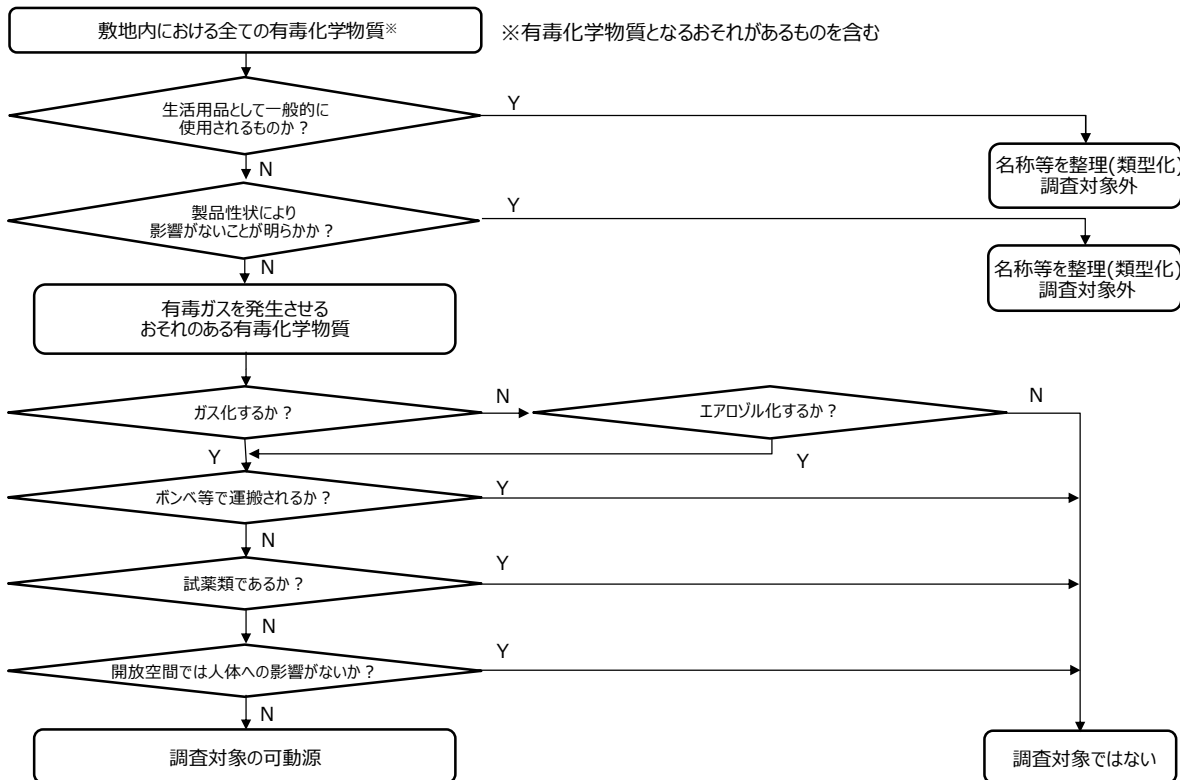 敷地内における全ての有毒化学物質※
※有毒化学物質となるおそれがあるものを含む
生活用品として一般的に
使用されるものか？
Y
N
名称等を整理(類型化)
調査対象外
製品性状により
影響がないことが明らかか？
Y
N
名称等を整理(類型化)
調査対象外
有毒ガスを発生させる
おそれのある有毒化学物質
ガス化するか？
N
エアロゾル化するか？
N
Y
Y
ボンベ等で運搬されるか？
Y
N
試薬類であるか？
Y
N
開放空間では人体への影響がないか？
Y
N
調査対象の可動源
調査対象ではない